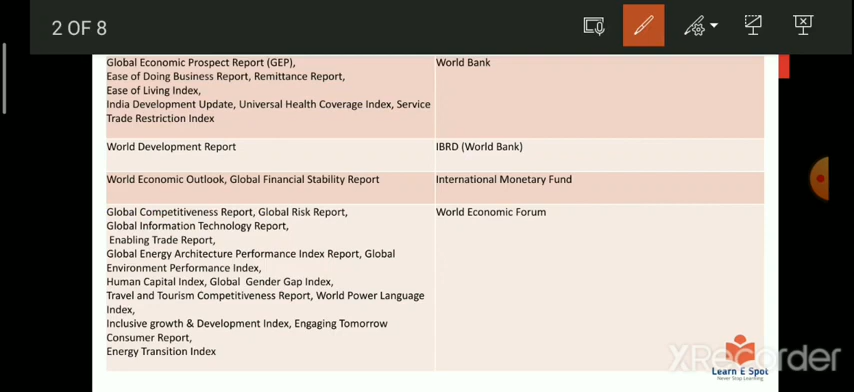 2 OF 8
Global Economic Prospect Report (GEP),
Ease of Doing Business Report, Remittance Report,
Ease of Living Index,
India Development Update, Universal Health Coverage Index, Service
Trade Restriction Index
World Bank
World Development Report
IBRD (World Bank)
World Economic Outlook, Global Financial Stability Report
International Monetary Fund
Global Competitiveness Report, Global Risk Report,
Global Information Technology Report,
Enabling Trade Report,
Global Energy Architecture Performance Index Report, Global
Environment Performance Index,
Human Capital Index, Global Gender Gap Index,
Travel and Tourism Competitiveness Report, World Power Language
Index,
Inclusive growth & Development Index, Engaging Tomorrow
Consumer Report,
Energy Transition Index
World Economic Forum
XRecorder
Learn E Spot
Never Stop Learning